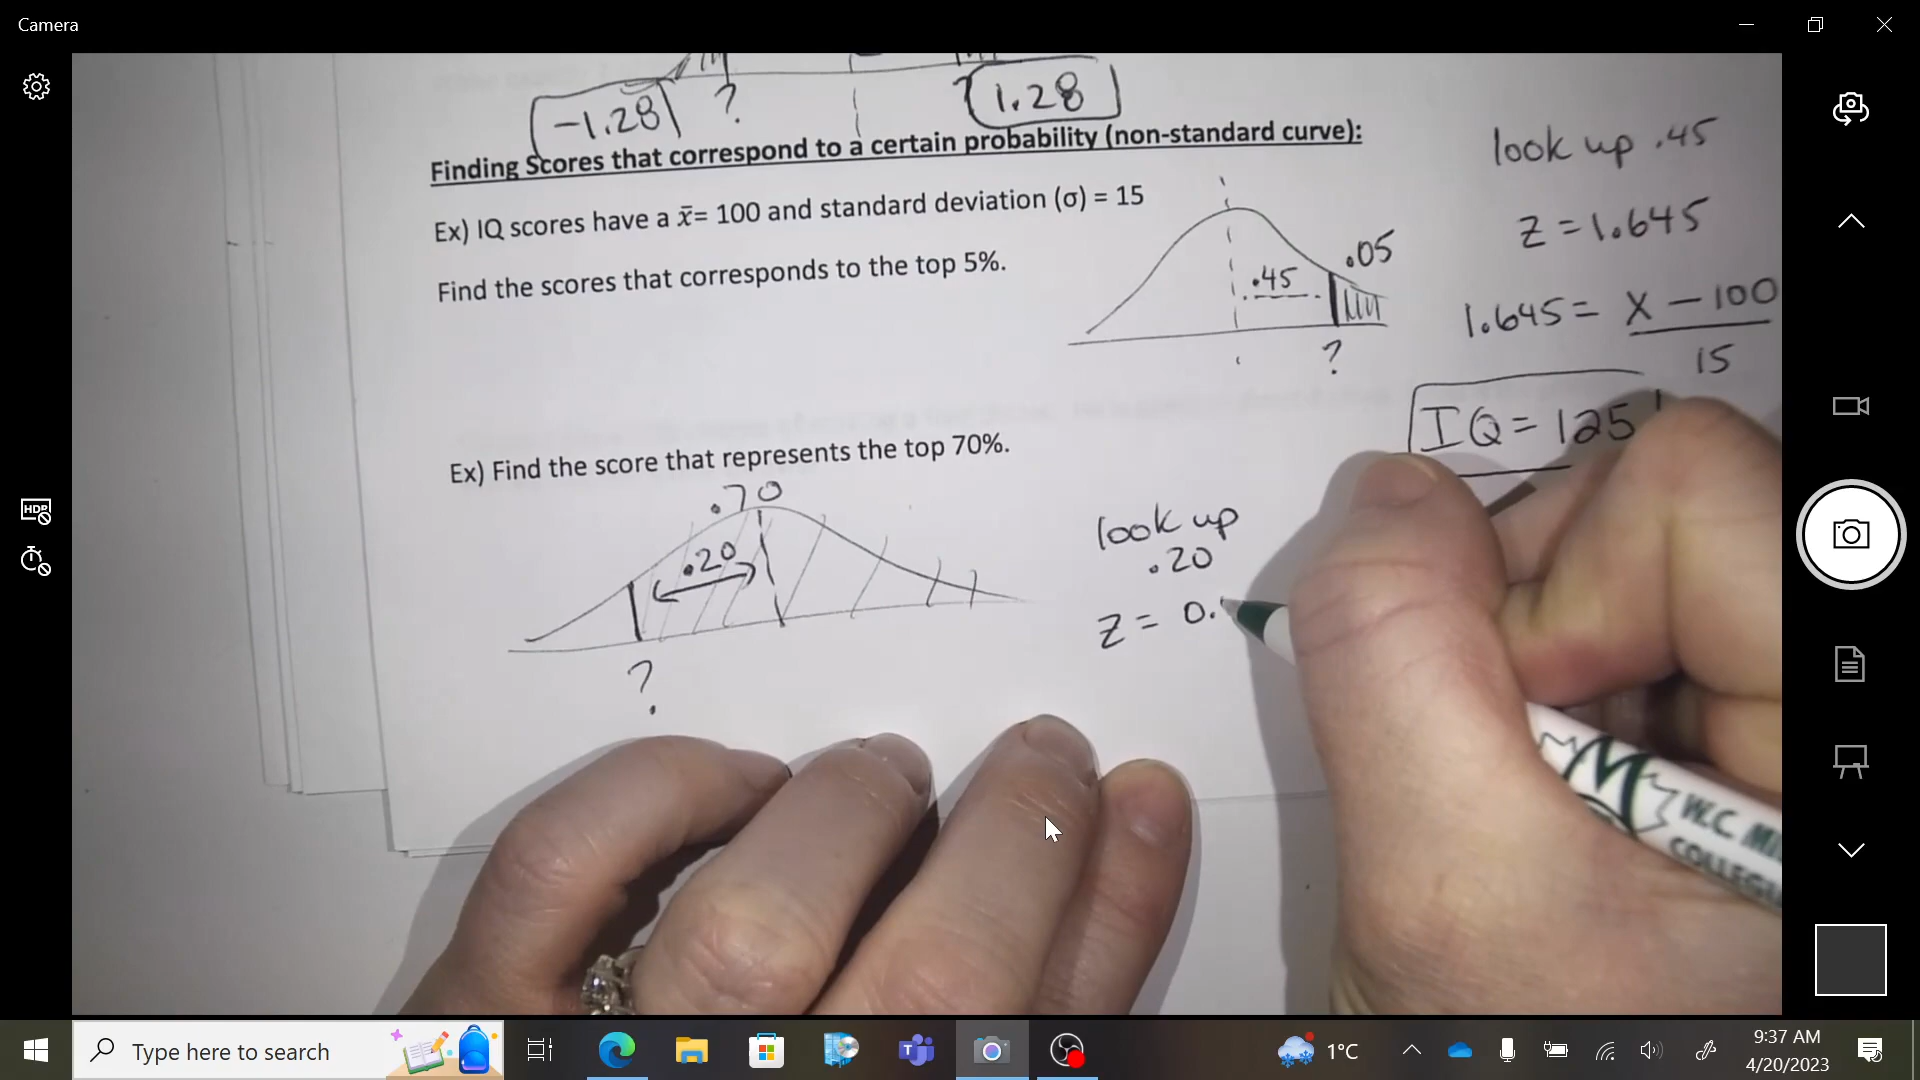 Camera
-1.28 ? 1.28
Finding Scores that correspond to a certain probability (non-standard curve):
look up .45
Ex) IQ scores have a x̄= 100 and standard deviation (σ) = 15
z = 1.645
Find the scores that corresponds to the top 5%.
.45 .05
?
1.645 = x - 100
15
IQ = 125
Ex) Find the score that represents the top 70%.
.70
.20
?
look up
.20
z = 0.
M
W.C. MI
COLLEGI
HDR
Type here to search
1°C
9:37 AM
4/20/2023